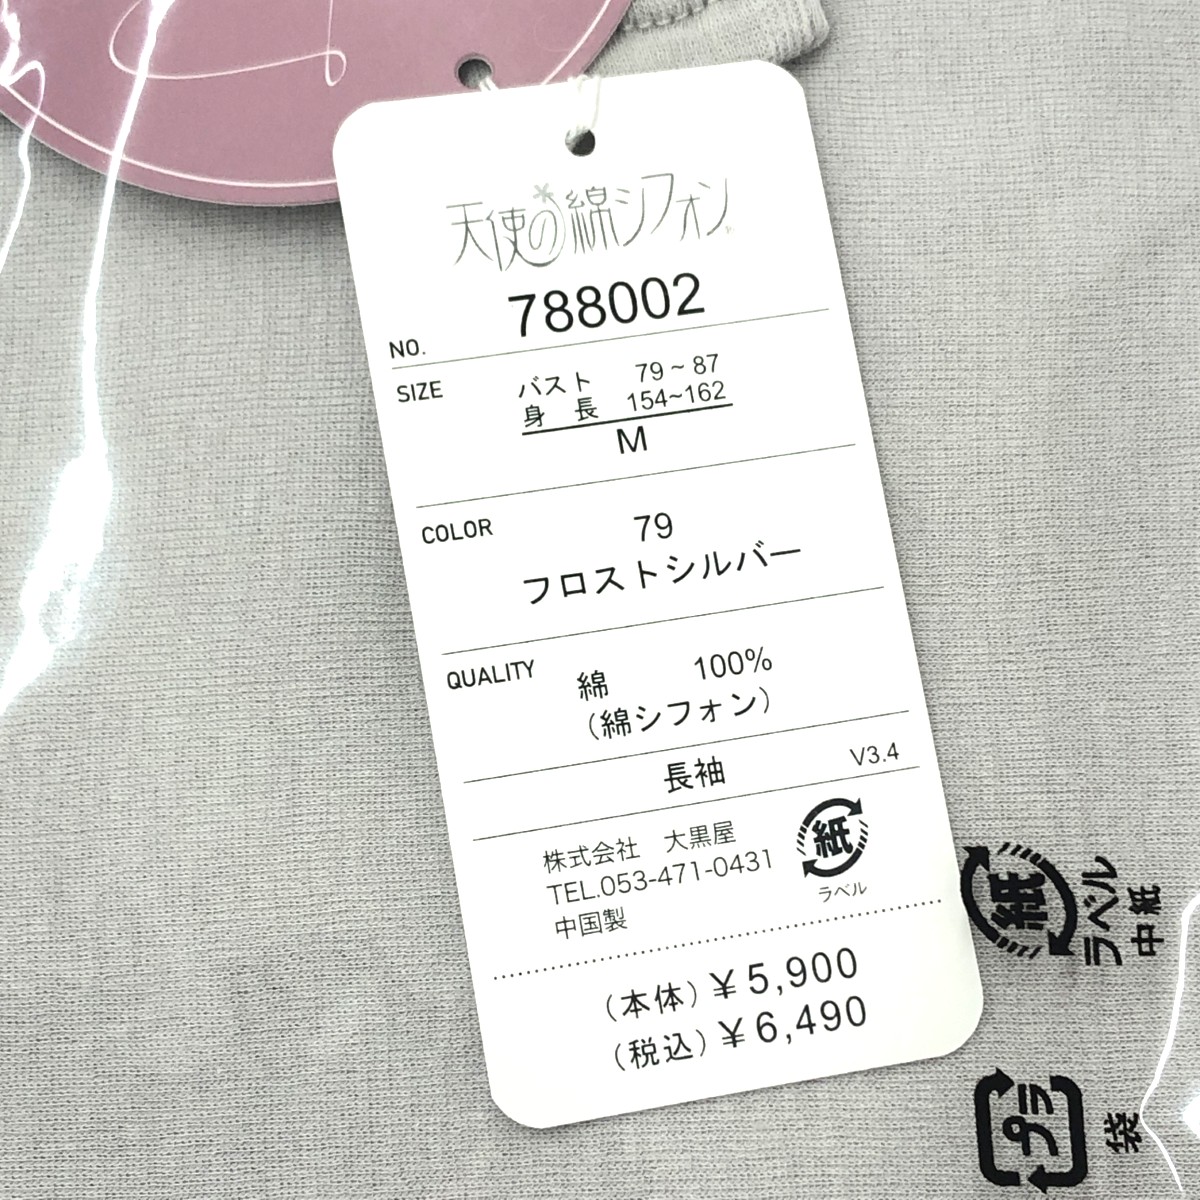 天使の綿シフォン
788002
NO.
SIZE
バスト 79~87
身長 154~162
M
COLOR
79
フロストシルバー
QUALITY
綿 100%
(綿シフォン)
長袖
V3.4
株式会社 大黒屋
TEL.053-471-0431
中国製
紙
ラベル
(本体)¥5,900
(税込)¥6,490
紙
ラベル
中紙
プラ
袋